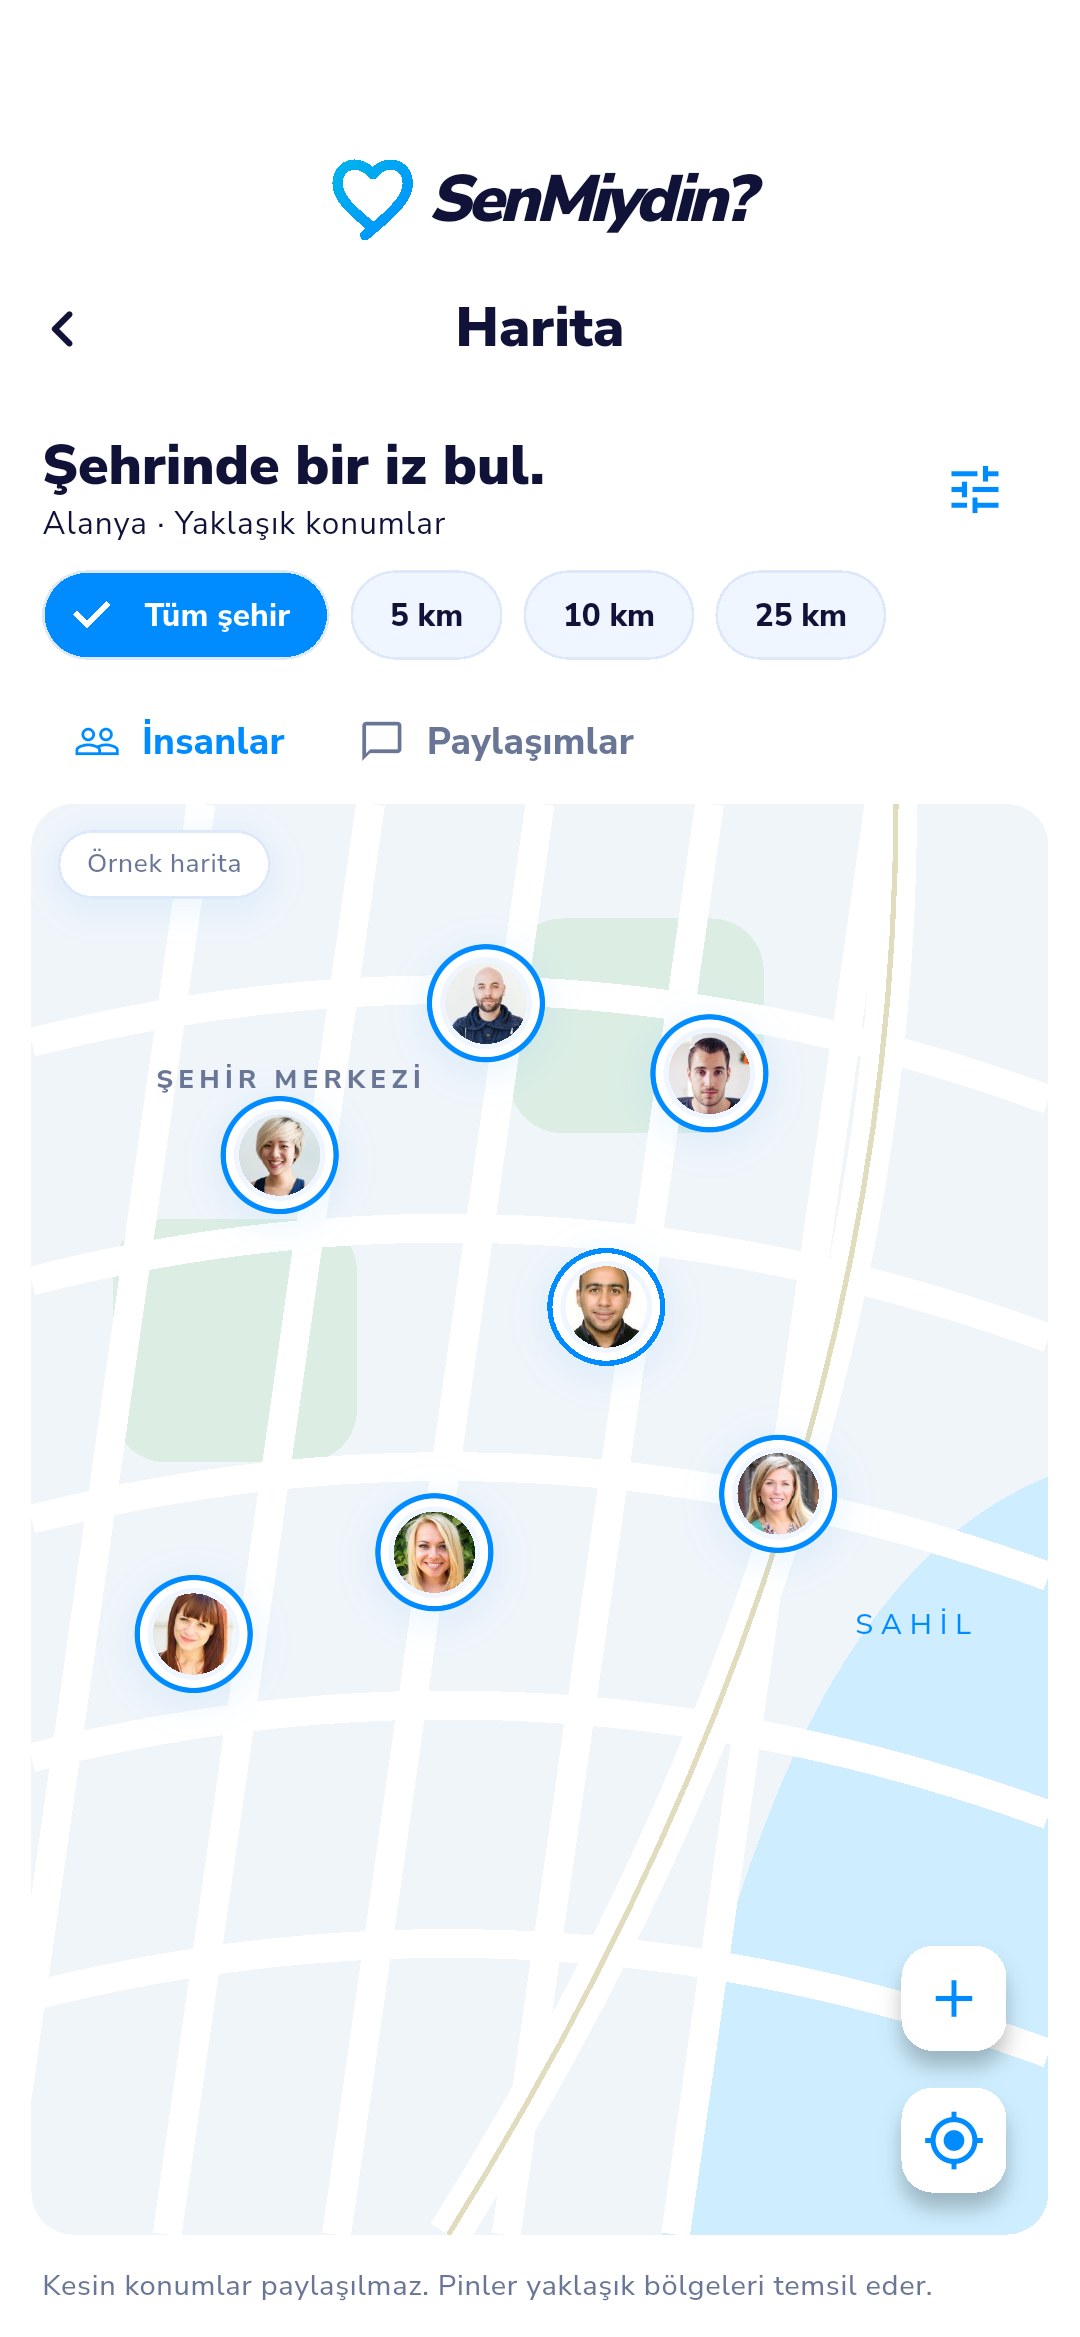 SenMiydin?
Harita
Şehrinde bir iz bul.
Alanya · Yaklaşık konumlar
Tüm şehir 5 km 10 km 25 km
İnsanlar Paylaşımlar
Örnek harita
ŞEHİR MERKEZİ
SAHİL
Kesin konumlar paylaşılmaz. Pinler yaklaşık bölgeleri temsil eder.